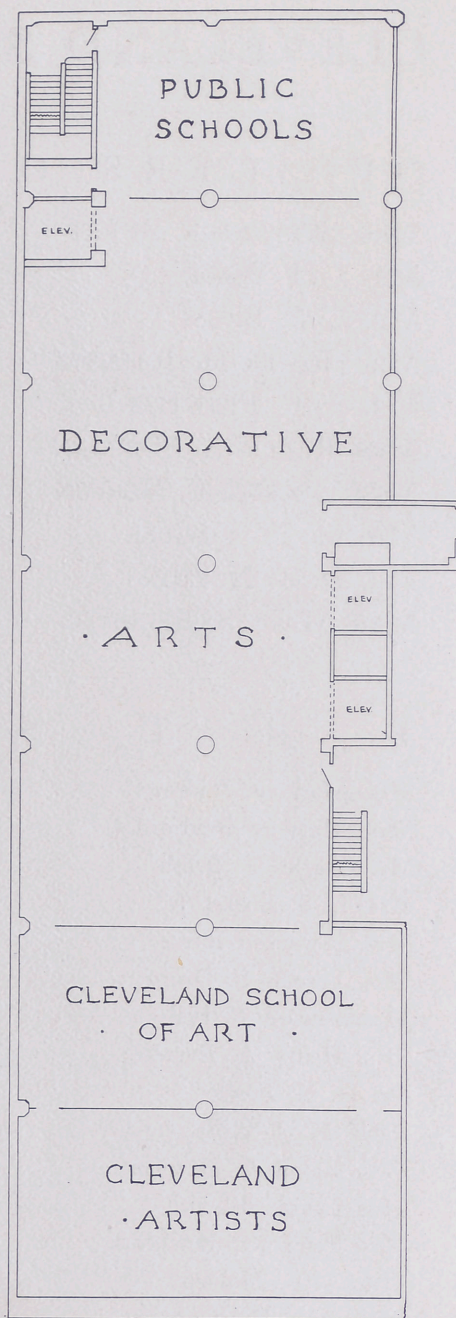 PUBLIC
SCHOOLS
ELEV.
DECORATIVE
· ARTS ·
ELEV
ELEV.
CLEVELAND SCHOOL
· OF ART ·
CLEVELAND
· ARTISTS